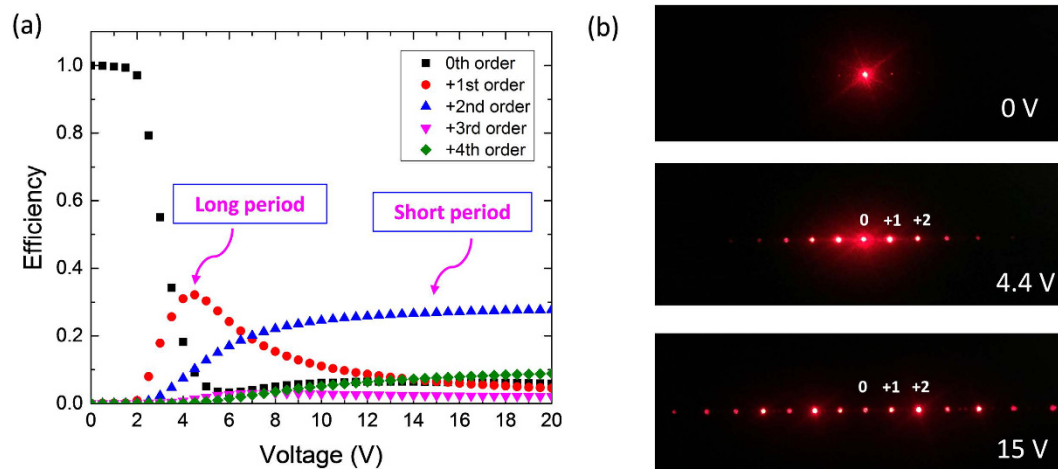 (a)
1.0
0.8
0.6
0.4
0.2
0.0
Efficiency
0th order
+1st order
+2nd order
+3rd order
+4th order
Long period
Short period
0 2 4 6 8 10 12 14 16 18 20
Voltage (V)
(b)
0 V
0 +1 +2
4.4 V
0 +1 +2
15 V